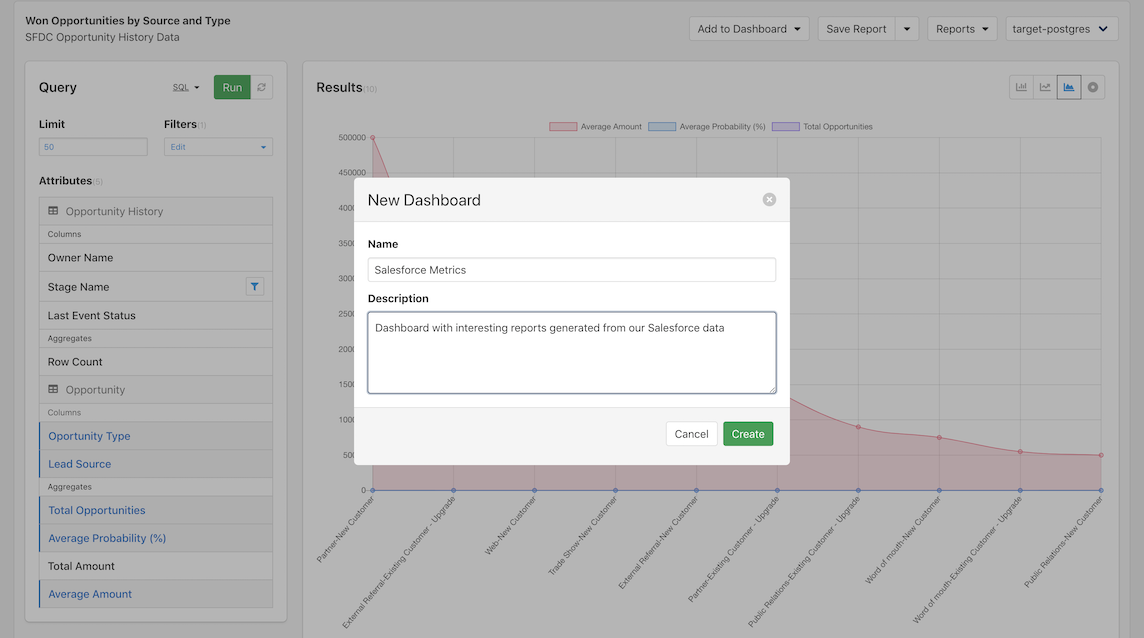 Won Opportunities by Source and Type
SFDC Opportunity History Data
Add to Dashboard
Save Report
Reports
target-postgres
Query
SQL
Run
Limit
Filters(1)
50
Edit
Attributes(5)
Opportunity History
Columns
Owner Name
Stage Name
Last Event Status
Aggregates
Row Count
Opportunity
Columns
Oportunity Type
Lead Source
Aggregates
Total Opportunities
Average Probability (%)
Total Amount
Average Amount
Results(10)
Average Amount
Average Probability (%)
Total Opportunities
500000
450000
4000
3500
3000
2500
2000
1500
1000
500
0
Partner-New Customer
External Referral-Existing Customer - Upgrade
Web-New Customer
Trade Show-New Customer
External Referral-New Customer
Partner-Existing Customer - Upgrade
Public Relations-Existing Customer - Upgrade
Word of mouth-New Customer
Word of mouth-Existing Customer - Upgrade
Public Relations-New Customer
New Dashboard
Name
Salesforce Metrics
Description
Dashboard with interesting reports generated from our Salesforce data
Cancel
Create